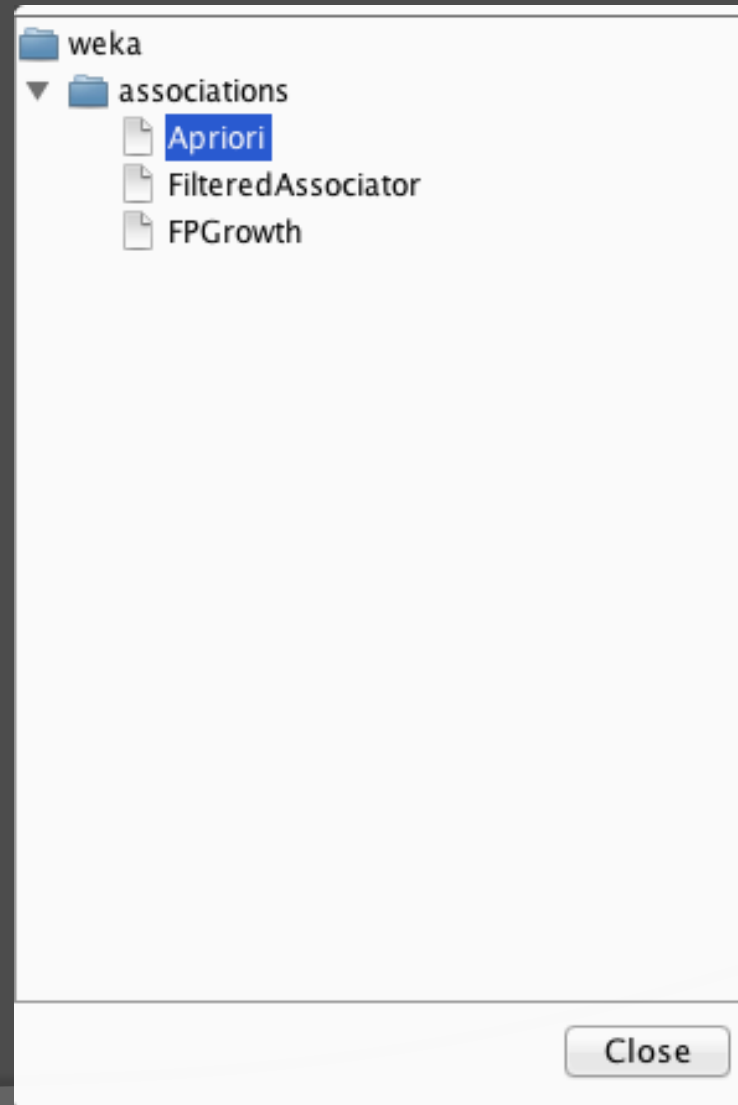 weka
associations
Apriori
FilteredAssociator
FPGrowth
Close